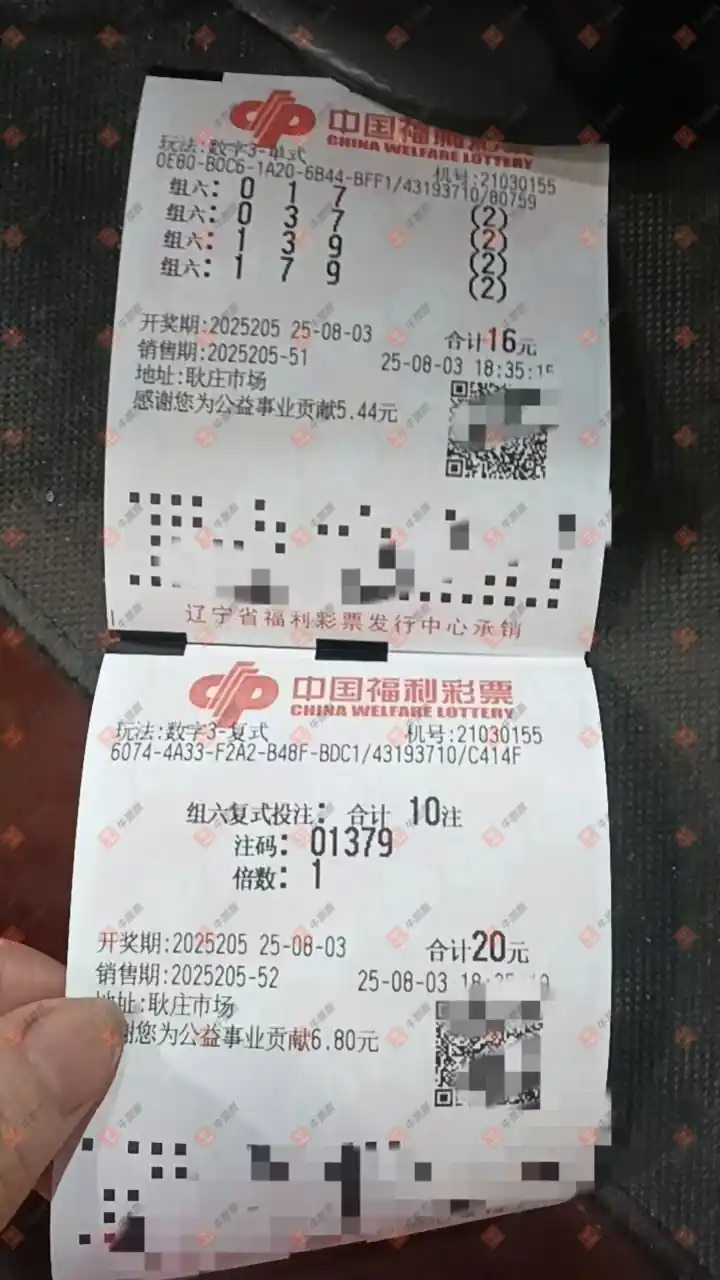 中国福利彩票
CHINA WELFARE LOTTERY
玩法:数字3-单式 机号:21030155
0E80-B0C6-1A20-6B44-BFF1/43193710/80759
组六: 0 1 7 (2)
组六: 0 3 7 (2)
组六: 1 3 9 (2)
组六: 1 7 9 (2)
开奖期:2025205 25-08-03 合计16元
销售期:2025205-51 25-08-03 18:35:15
地址:耿庄市场
感谢您为公益事业贡献5.44元
辽宁省福利彩票发行中心承销
中国福利彩票
CHINA WELFARE LOTTERY
玩法:数字3-复式 机号:21030155
6074-4A33-F2A2-B48F-BDC1/43193710/C414F
组六复式投注: 合计 10注
注码: 01379
倍数: 1
开奖期:2025205 25-08-03 合计20元
销售期:2025205-52 25-08-03
地址:耿庄市场
谢您为公益事业贡献6.80元